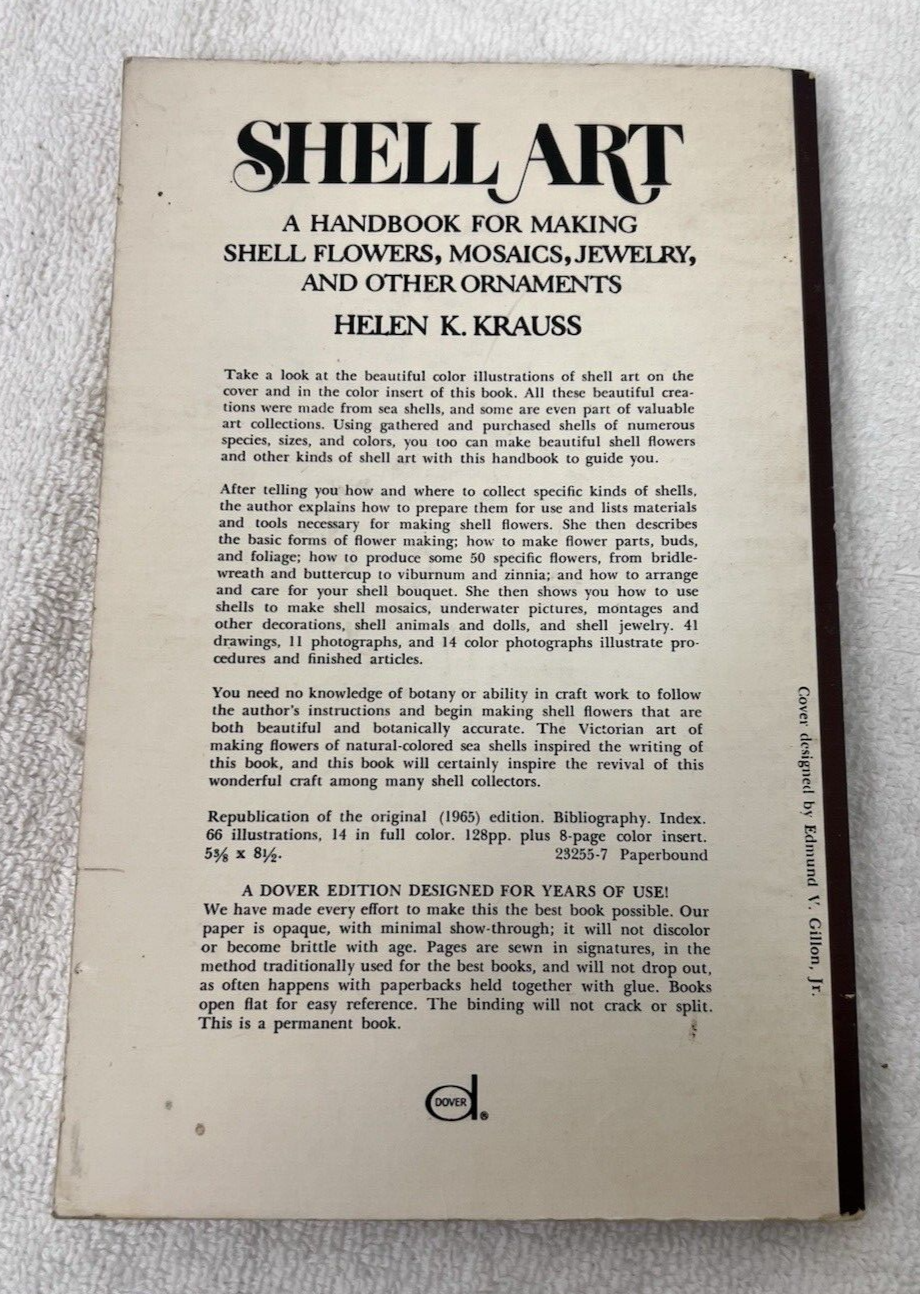 SHELL ART
A HANDBOOK FOR MAKING
SHELL FLOWERS, MOSAICS, JEWELRY,
AND OTHER ORNAMENTS
HELEN K. KRAUSS
Take a look at the beautiful color illustrations of shell art on the
cover and in the color insert of this book. All these beautiful crea-
tions were made from sea shells, and some are even part of valuable
art collections. Using gathered and purchased shells of numerous
species, sizes, and colors, you too can make beautiful shell flowers
and other kinds of shell art with this handbook to guide you.
After telling you how and where to collect specific kinds of shells,
the author explains how to prepare them for use and lists materials
and tools necessary for making shell flowers. She then describes
the basic forms of flower making; how to make flower parts, buds,
and foliage; how to produce some 50 specific flowers, from bridle-
wreath and buttercup to viburnum and zinnia; and how to arrange
and care for your shell bouquet. She then shows you how to use
shells to make shell mosaics, underwater pictures, montages and
other decorations, shell animals and dolls, and shell jewelry. 41
drawings, 11 photographs, and 14 color photographs illustrate pro-
cedures and finished articles.
You need no knowledge of botany or ability in craft work to follow
the author's instructions and begin making shell flowers that are
both beautiful and botanically accurate. The Victorian art of
making flowers of natural-colored sea shells inspired the writing of
this book, and this book will certainly inspire the revival of this
wonderful craft among many shell collectors.
Republication of the original (1965) edition. Bibliography. Index.
66 illustrations, 14 in full color. 128pp. plus 8-page color insert.
5⅜ x 8½. 23255-7 Paperbound
A DOVER EDITION DESIGNED FOR YEARS OF USE!
We have made every effort to make this the best book possible. Our
paper is opaque, with minimal show-through; it will not discolor
or become brittle with age. Pages are sewn in signatures, in the
method traditionally used for the best books, and will not drop out,
as often happens with paperbacks held together with glue. Books
open flat for easy reference. The binding will not crack or split.
This is a permanent book.
DOVER ®
Cover designed by Edmund V. Gillon, Jr.